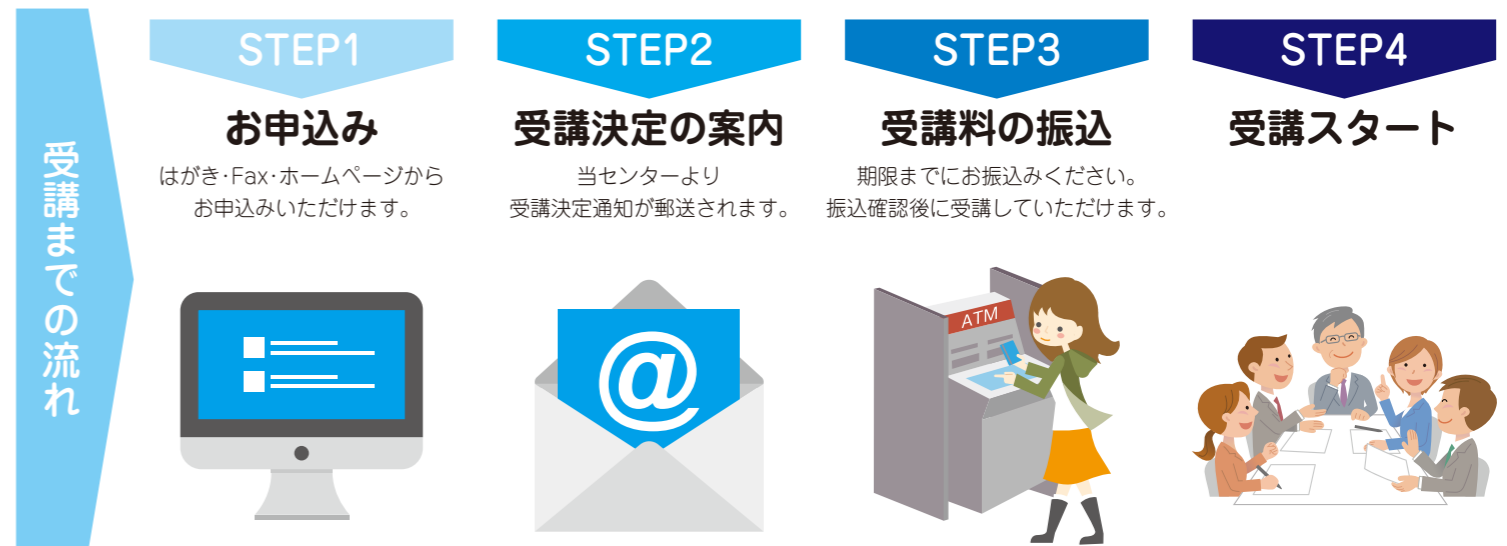 受講までの流れ
STEP1
お申込み
はがき･Fax･ホームページから
お申込みいただけます。
STEP2
受講決定の案内
当センターより
受講決定通知が郵送されます。
@
STEP3
受講料の振込
期限までにお振込みください。
振込確認後に受講していただけます。
ATM
STEP4
受講スタート